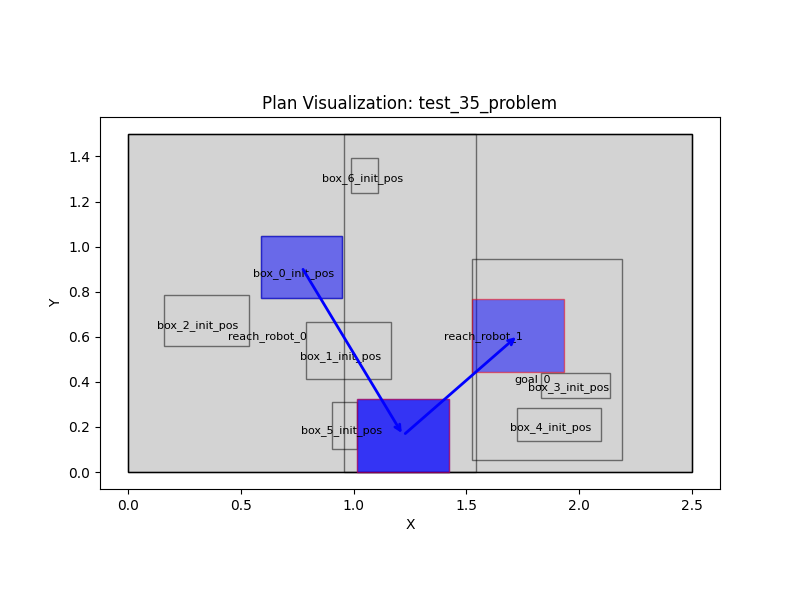 Plan Visualization: test_35_problem
Y
1.4
1.2
1.0
0.8
0.6
0.4
0.2
0.0
box_6_init_pos
box_0_init_pos
box_2_init_pos
reach_robot_0
reach_robot_1
box_1_init_pos
goal_0
box_3_init_pos
box_5_init_pos
box_4_init_pos
0.0 0.5 1.0 1.5 2.0 2.5
X